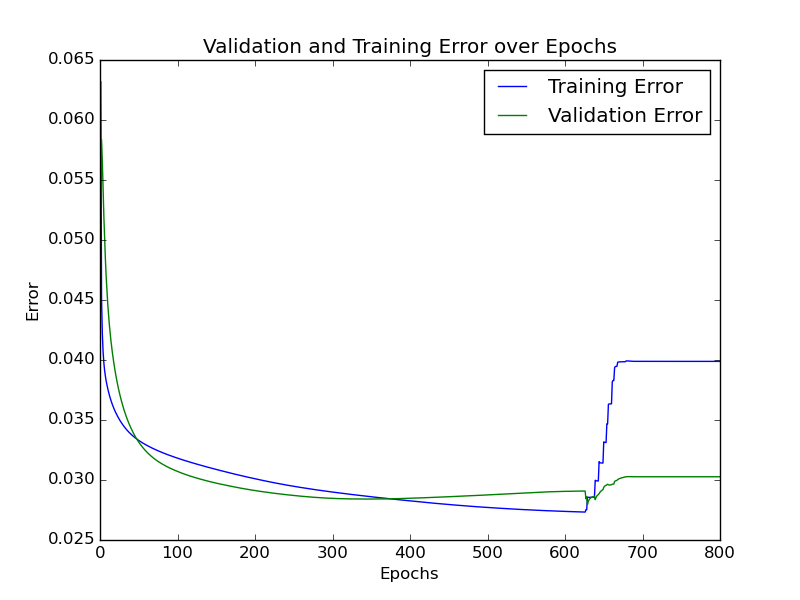 Validation and Training Error over Epochs
0.065
0.060
0.055
0.050
0.045
0.040
0.035
0.030
0.025
Error
Training Error
Validation Error
0 100 200 300 400 500 600 700 800
Epochs